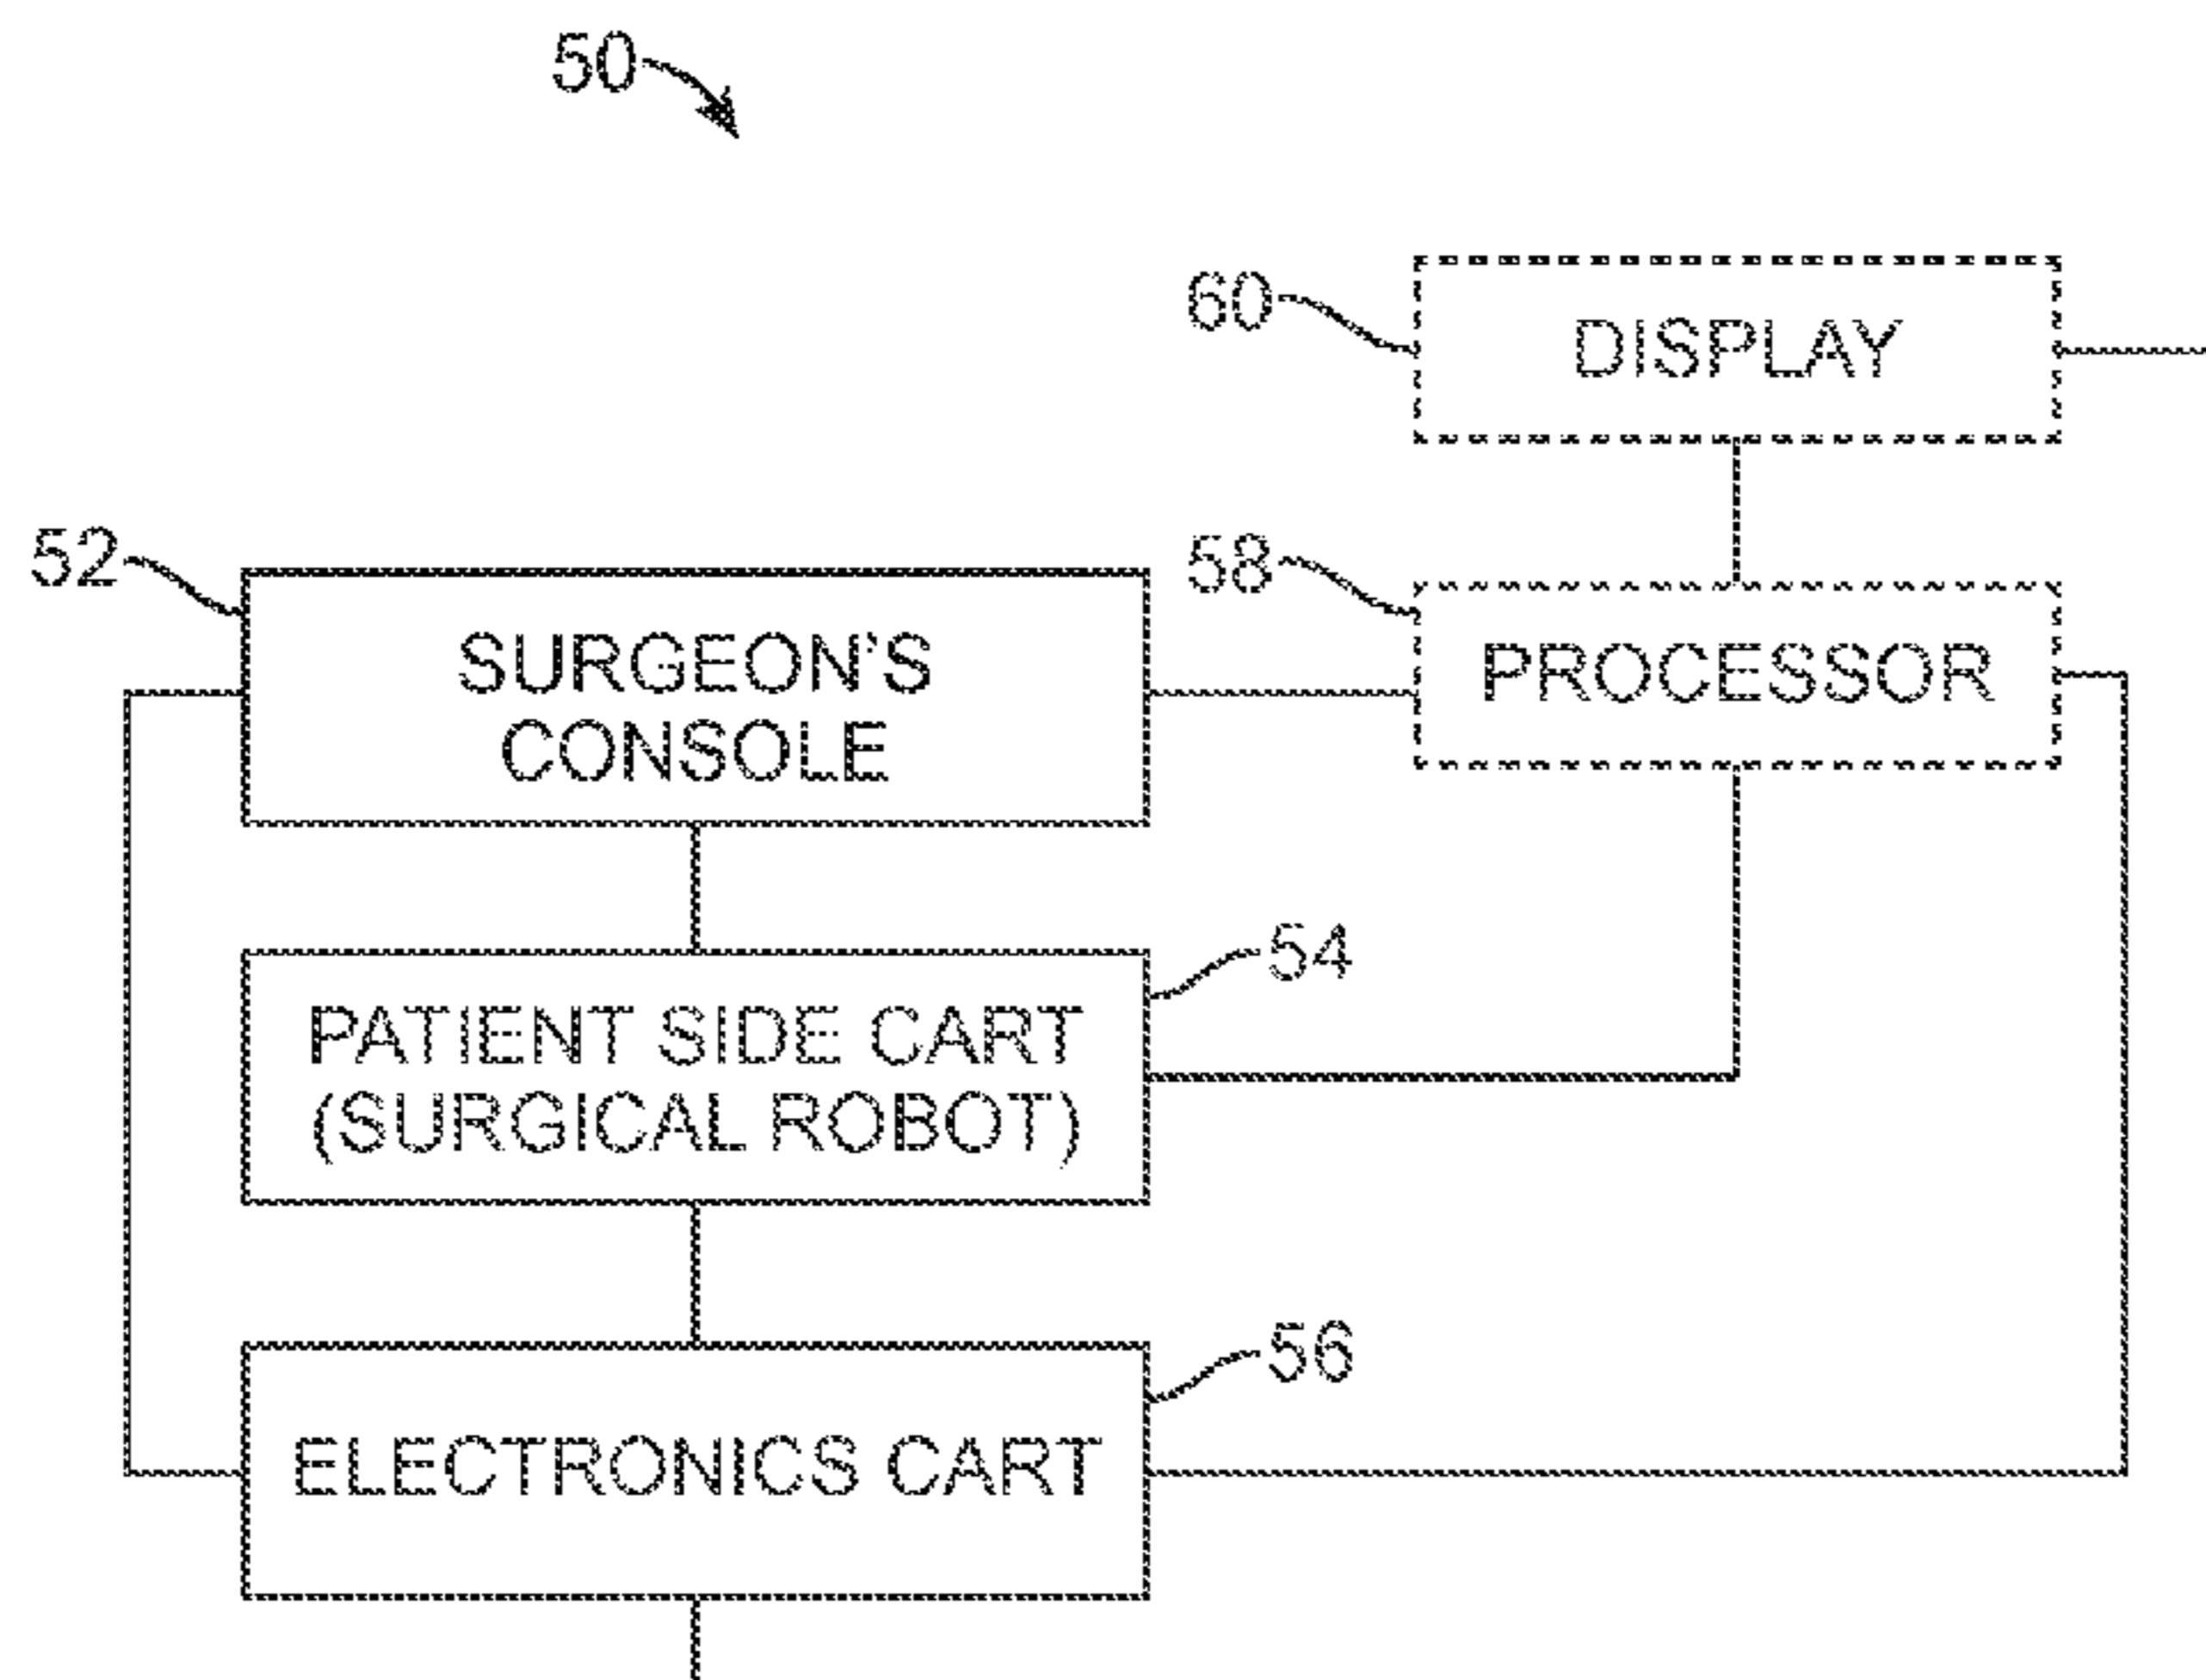 50
60
DISPLAY
52
58
SURGEON'S
CONSOLE
PROCESSOR
54
PATIENT SIDE CART
(SURGICAL ROBOT)
56
ELECTRONICS CART